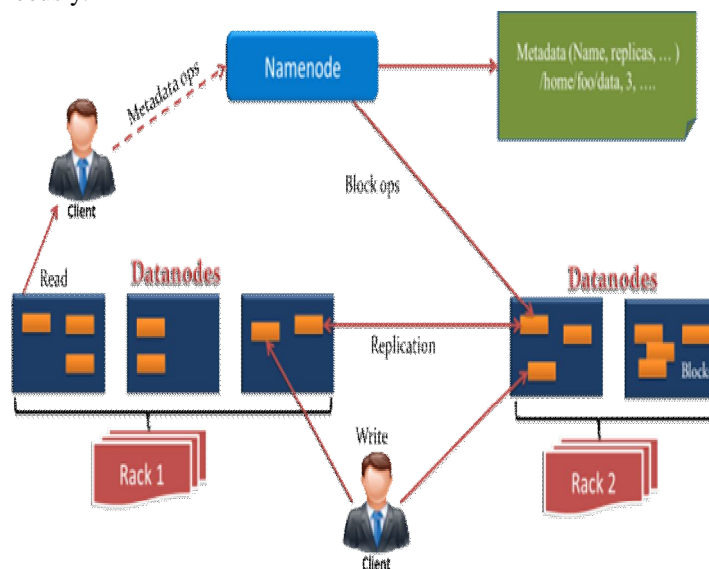 Namenode
Metadata (Name, replicas, ... )
/home/foo/data, 3, ....
Metadata ops
Client
Block ops
Read
Datanodes
Datanodes
Replication
Blocks
Write
Rack 1
Rack 2
Client